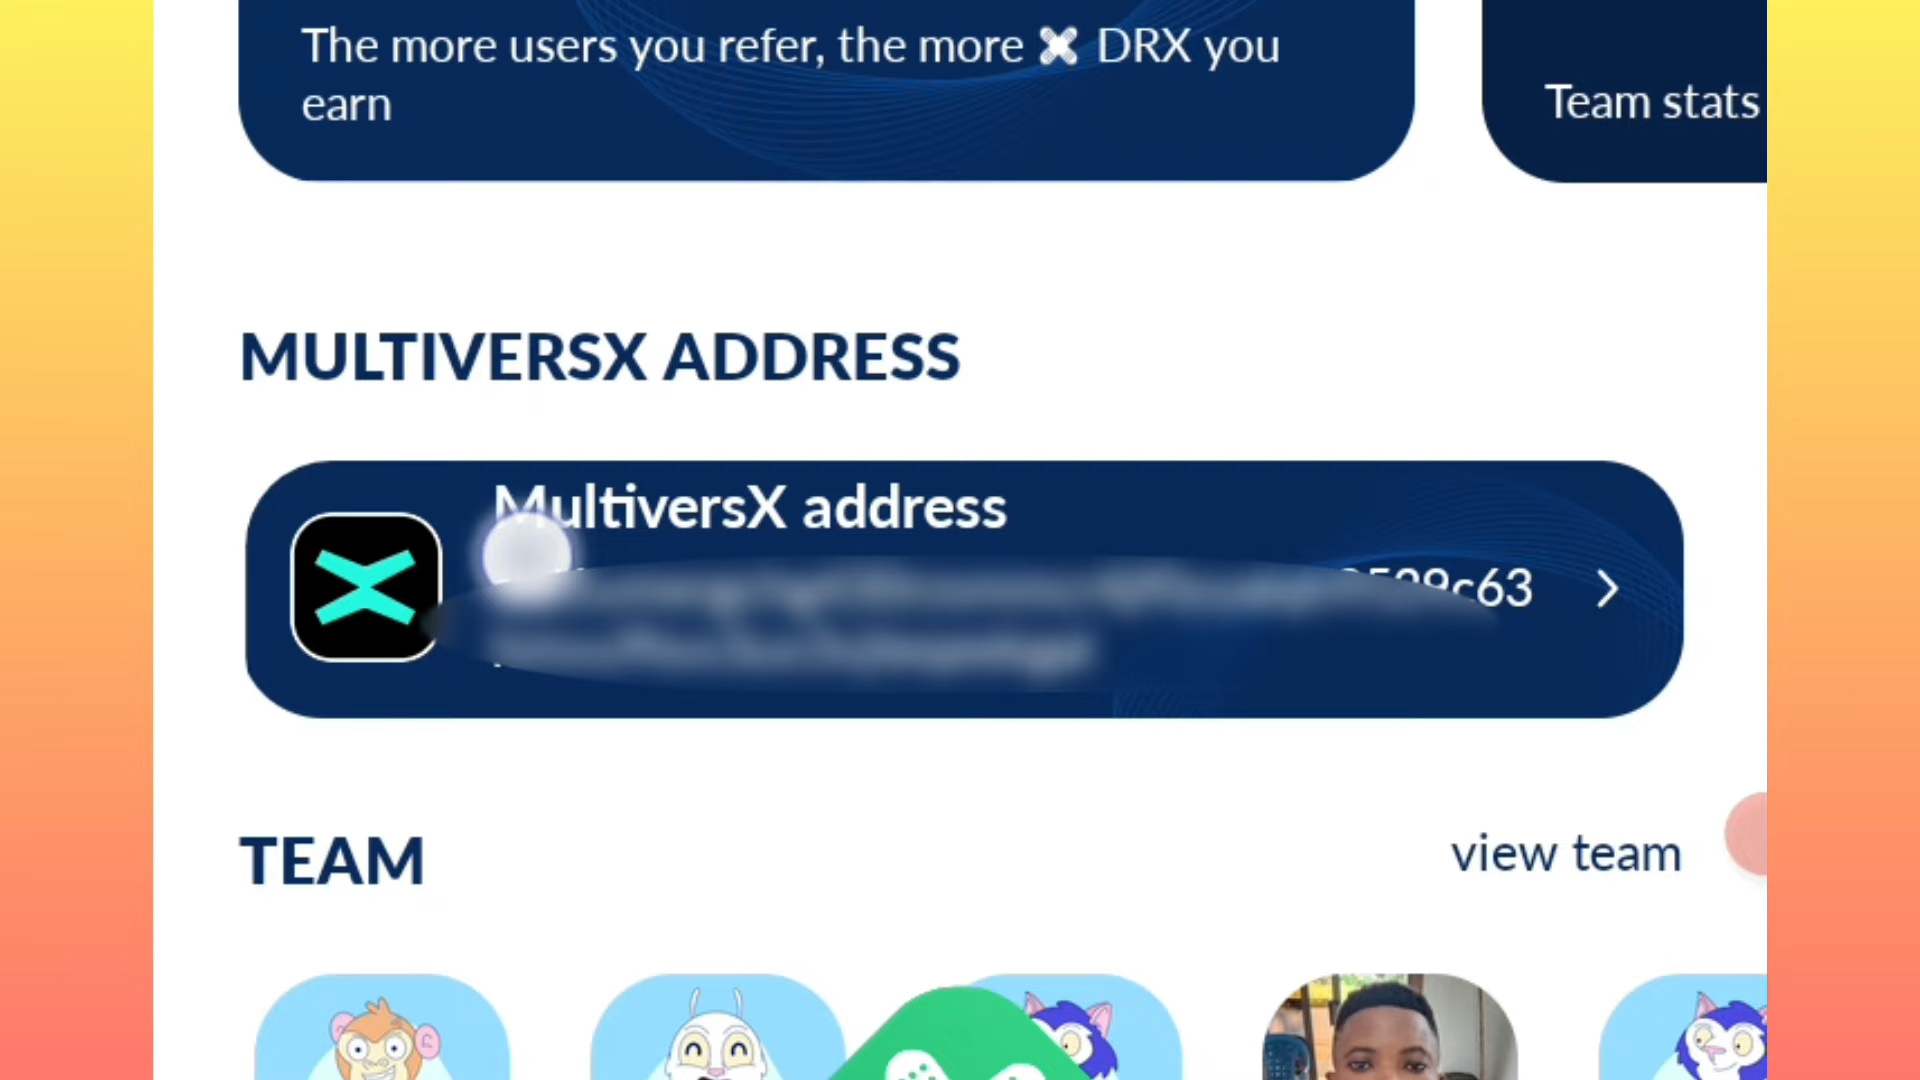 The more users you refer, the more DRX you
earn
Team stats
MULTIVERSX ADDRESS
MultiversX address
9c63
TEAM
view team